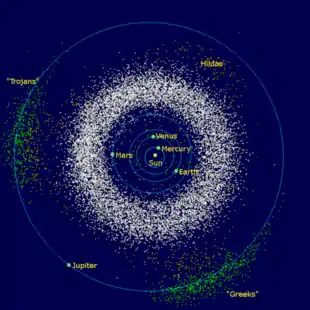 Hildas
"Trojans"
Venus
Mercury
Mars
Sun
Earth
Jupiter
"Greeks"